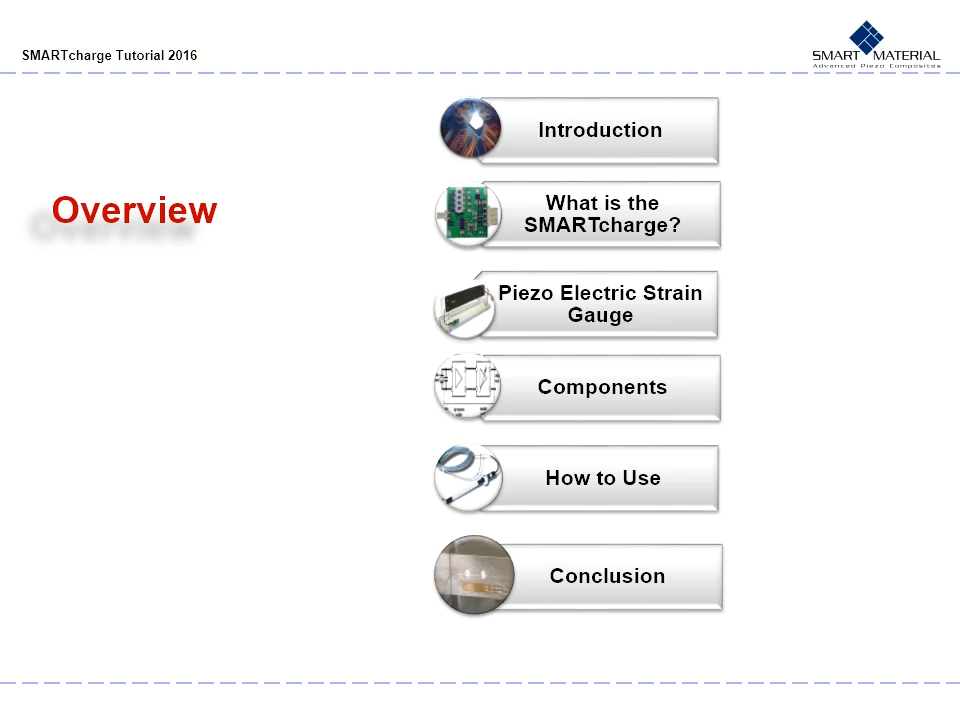 SMARTcharge Tutorial 2016
SMART MATERIAL
Advanced Piezo Composites
Overview
Introduction
What is the
SMARTcharge?
Piezo Electric Strain
Gauge
Components
How to Use
Conclusion